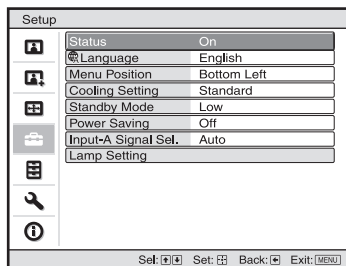 Setup
Status On
Language English
Menu Position Bottom Left
Cooling Setting Standard
Standby Mode Low
Power Saving Off
Input-A Signal Sel. Auto
Lamp Setting
Sel: Set: Back: Exit: MENU